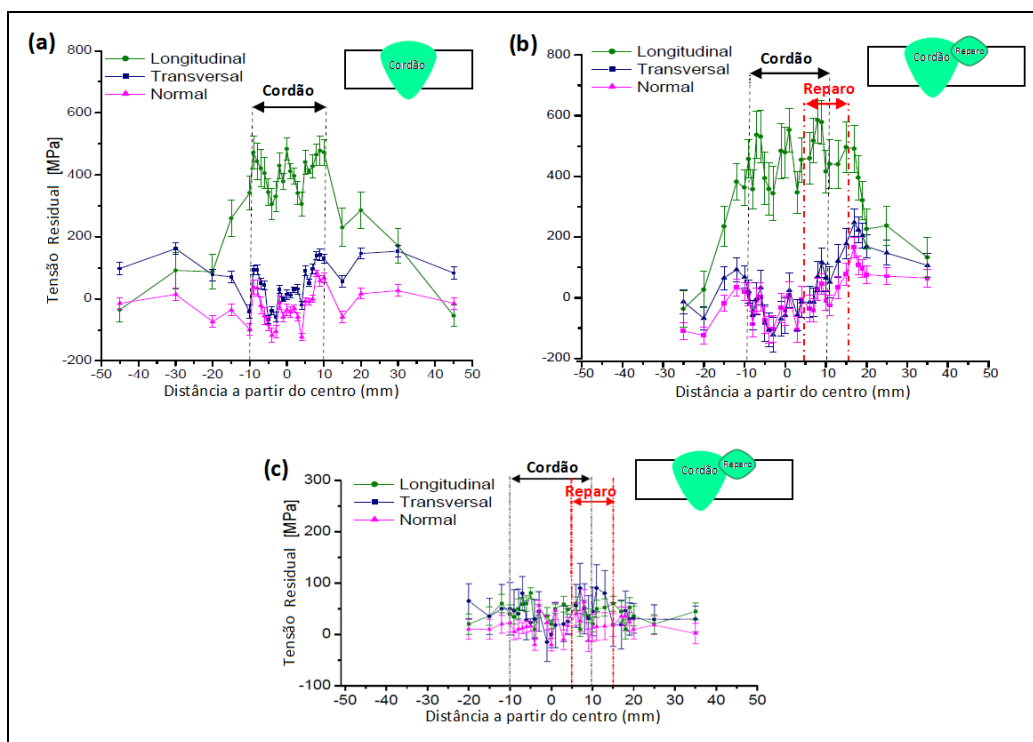 (a)
Longitudinal
Transversal
Normal
Cordão
Cordão
Tensão Residual [MPa]
800
600
400
200
0
-200
-50 -40 -30 -20 -10 0 10 20 30 40 50
Distância a partir do centro (mm)
(b)
Longitudinal
Transversal
Normal
Cordão
Reparo
Cordão
Reparo
Tensão Residual [MPa]
800
600
400
200
0
-200
-50 -40 -30 -20 -10 0 10 20 30 40 50
Distância a partir do centro (mm)
(c)
Longitudinal
Transversal
Normal
Cordão
Reparo
Cordão
Reparo
Tensão Residual [MPa]
300
200
100
0
-100
-50 -40 -30 -20 -10 0 10 20 30 40 50
Distância a partir do centro (mm)